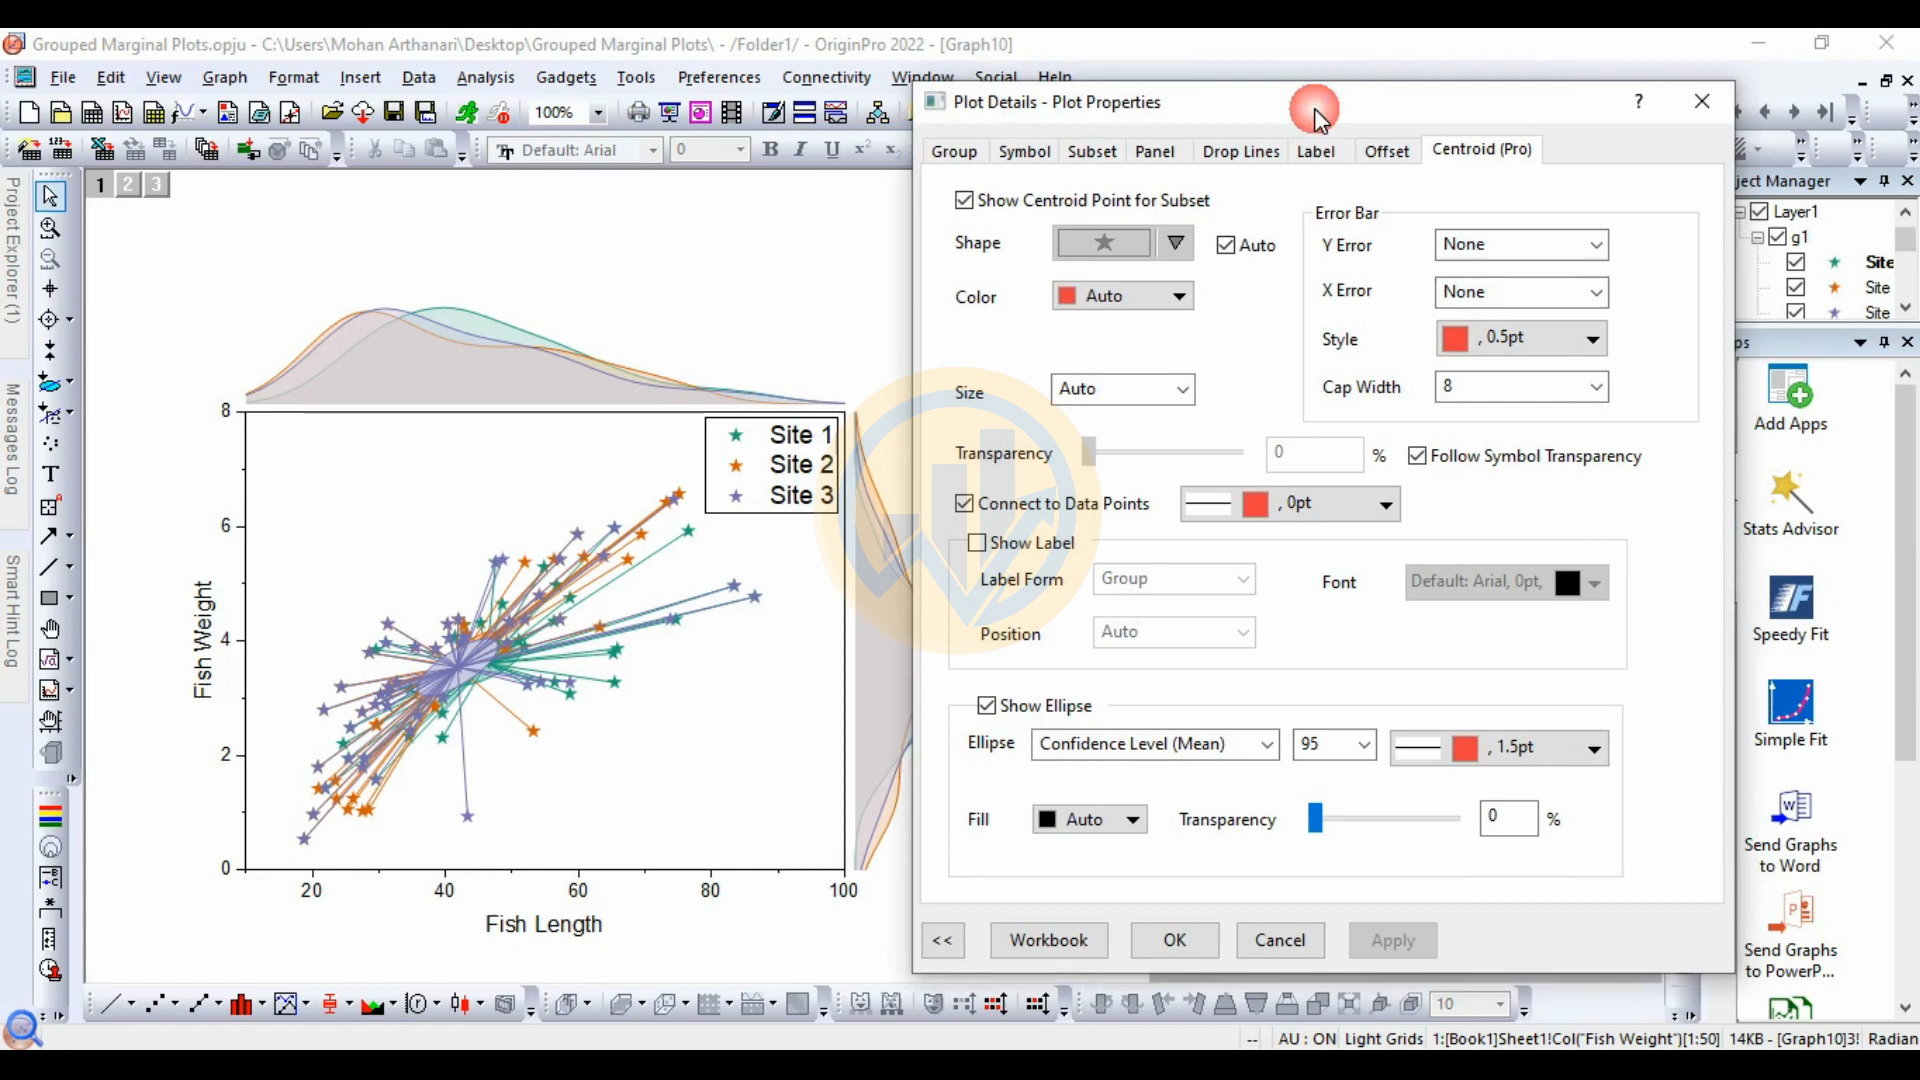 Grouped Marginal Plots.opju - C:\Users\Mohan Arthanari\Desktop\Grouped Marginal Plots\ - /Folder1/ - OriginPro 2022 - [Graph10]
File Edit View Graph Format Insert Data Analysis Gadgets Tools Preferences Connectivity Window Social Help
100%
Default: Arial 0 B I U
1 2 3
Project Explorer (1)
Messages Log
Smart Hint Log
Site 1
Site 2
Site 3
8
6
4
2
0
Fish Weight
20 40 60 80 100
Fish Length
Plot Details - Plot Properties
Group Symbol Subset Panel Drop Lines Label Offset Centroid (Pro)
Show Centroid Point for Subset
Shape Auto
Color Auto
Size Auto
Error Bar
Y Error None
X Error None
Style , 0.5pt
Cap Width 8
Transparency 0 % Follow Symbol Transparency
Connect to Data Points , 0pt
Show Label
Label Form Group Font Default: Arial, 0pt,
Position Auto
Show Ellipse
Ellipse Confidence Level (Mean) 95 , 1.5pt
Fill Auto Transparency 0 %
<< Workbook OK Cancel Apply
ject Manager
Layer1
g1
Site
Site
Site
ps
Add Apps
Stats Advisor
Speedy Fit
Simple Fit
Send Graphs
to Word
Send Graphs
to PowerP...
10
-- AU : ON Light Grids 1:[Book1]Sheet1!Col("Fish Weight")[1:50] 14KB - [Graph10]3! Radian